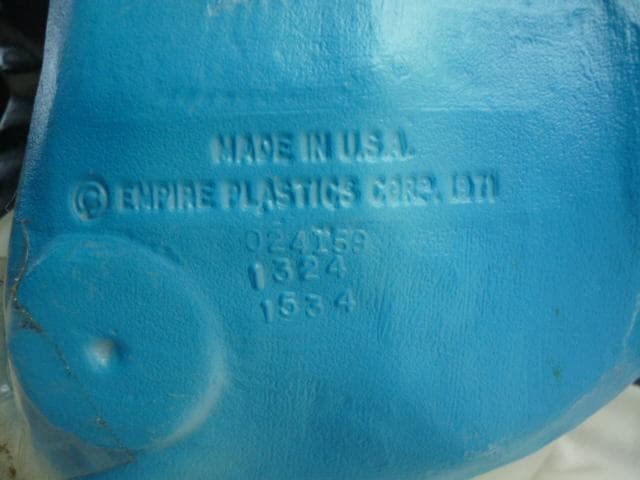 MADE IN U.S.A.
© EMPIRE PLASTICS CORP. 1971
024159
1324
1534